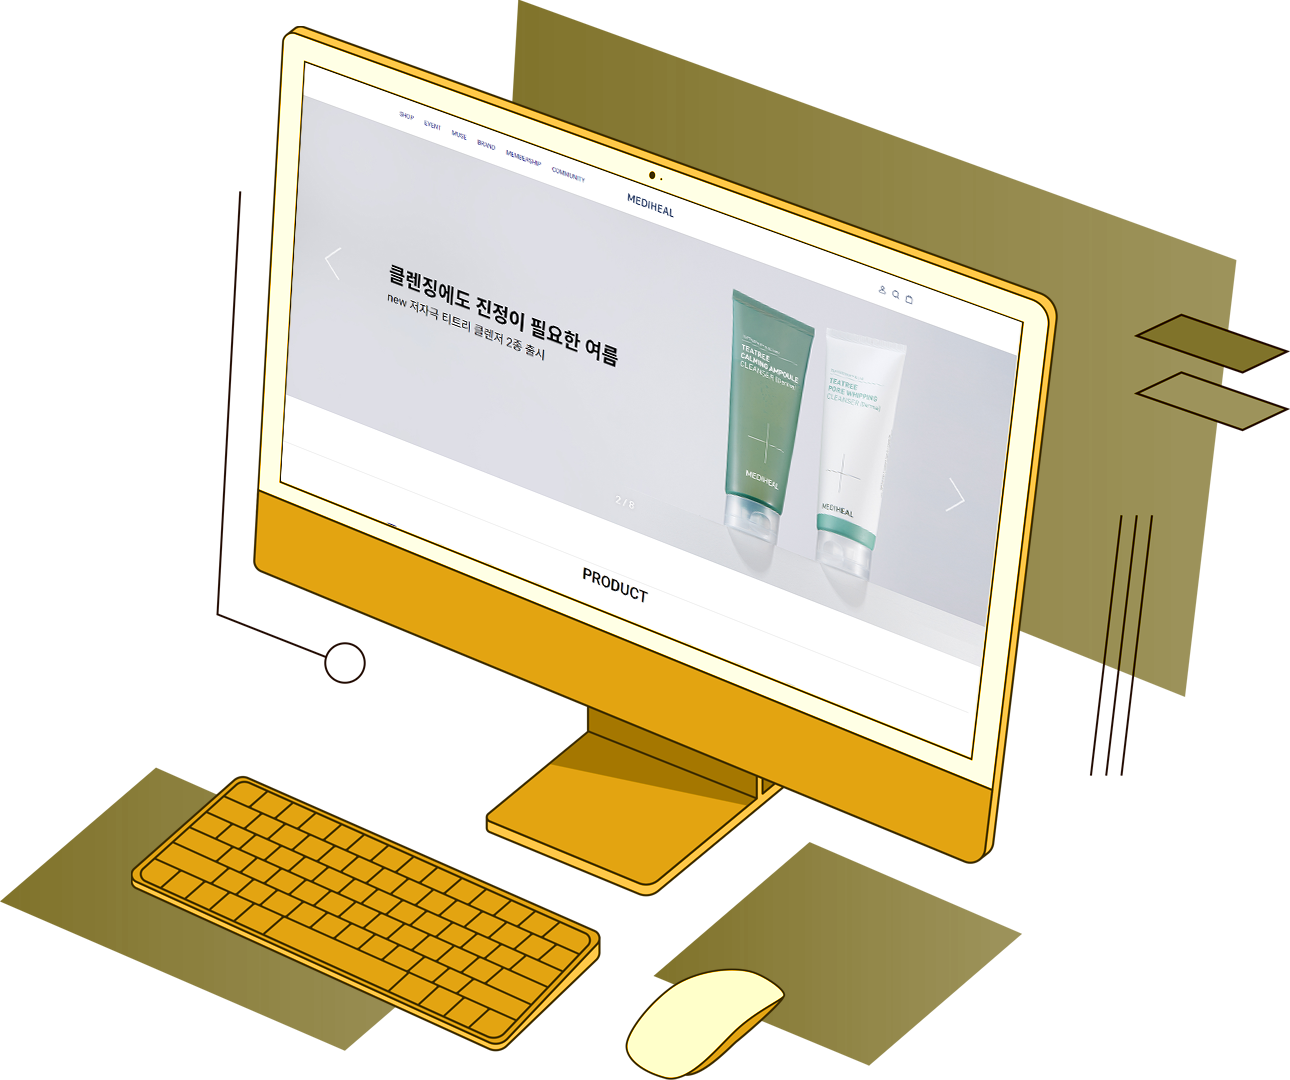 SHOP EVENT MUSE BRAND MEMBERSHIP COMMUNITY
MEDIHEAL
클렌징에도 진정이 필요한 여름
new 저자극 티트리 클렌저 2종 출시
TEATREE
CALMING AMPOULE
CLEANSER
MEDIHEAL
TEATREE
PORE WHIPPING
CLEANSER
MEDIHEAL
2 / 6
PRODUCT